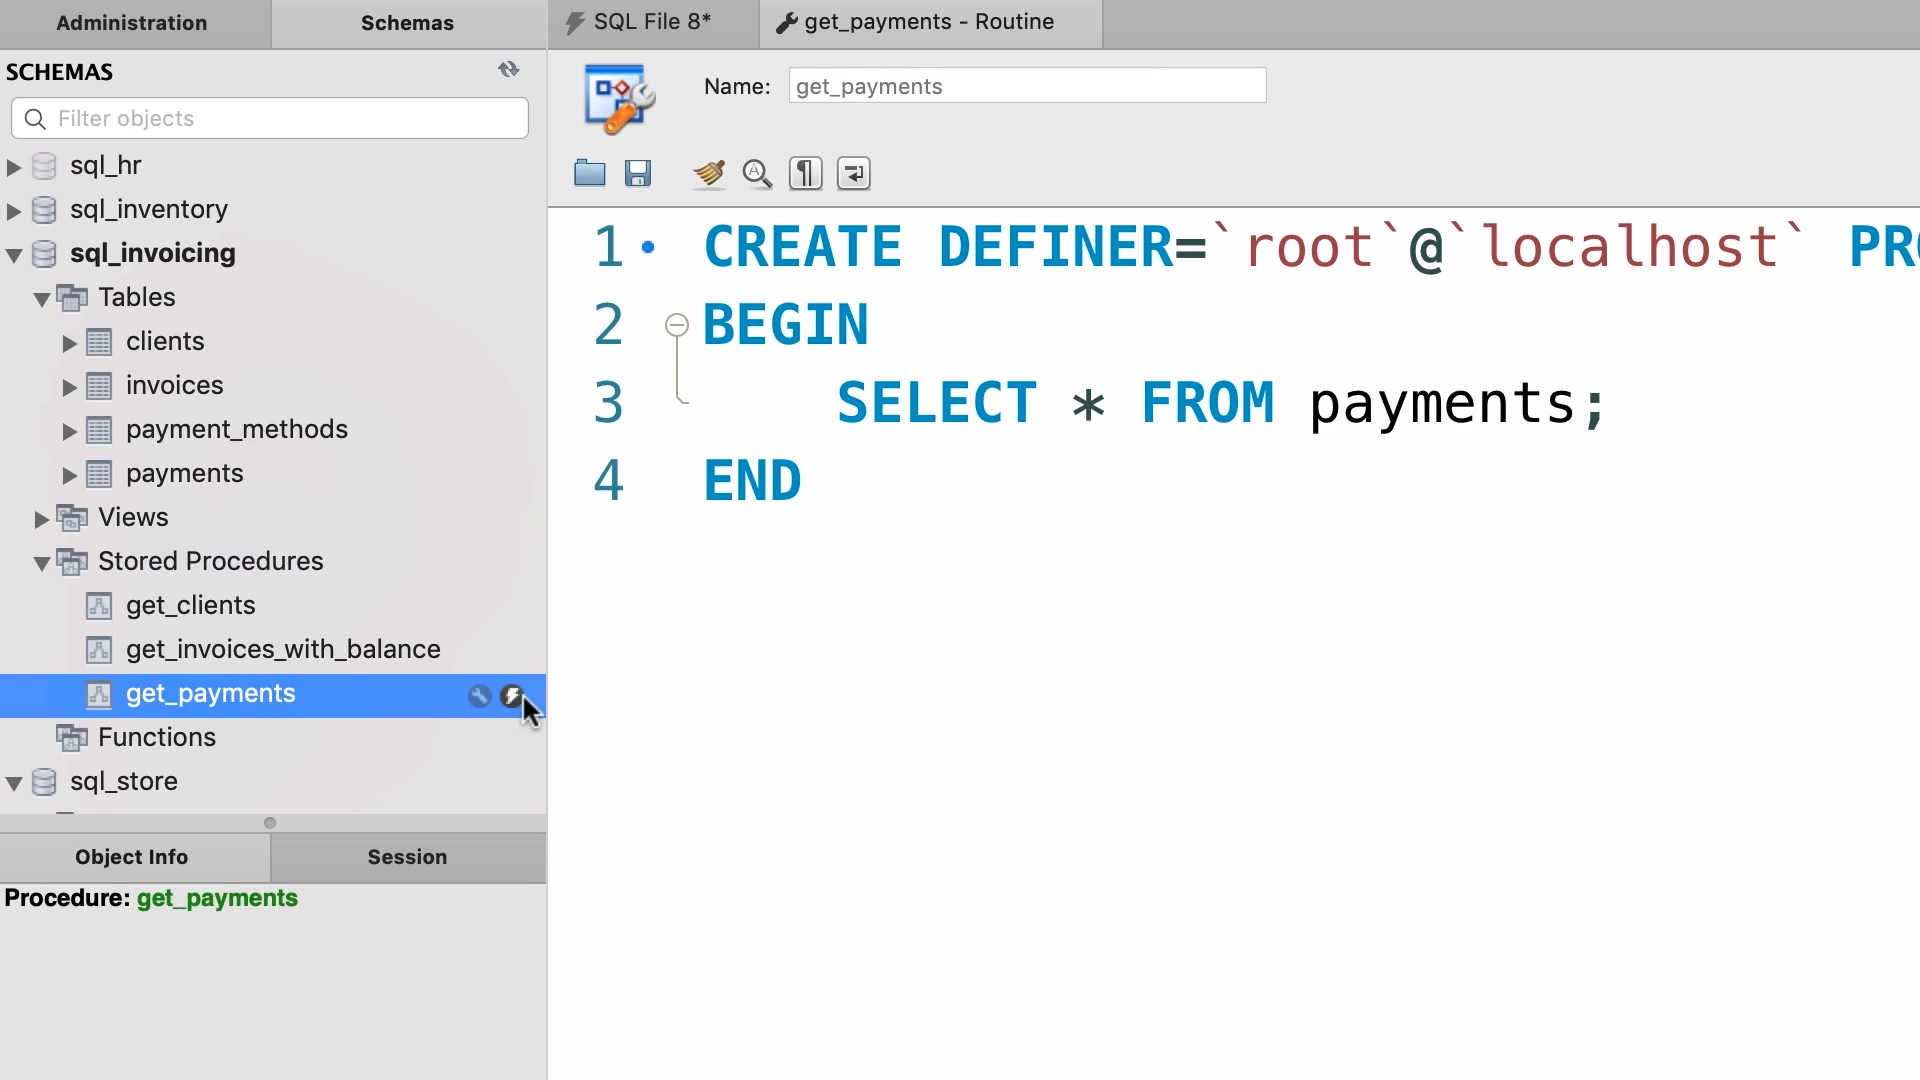 Administration
Schemas
SQL File 8*
get_payments - Routine
SCHEMAS
Filter objects
sql_hr
sql_inventory
sql_invoicing
Tables
clients
invoices
payment_methods
payments
Views
Stored Procedures
get_clients
get_invoices_with_balance
get_payments
Functions
sql_store
Object Info
Session
Procedure: get_payments
Name: get_payments
1 CREATE DEFINER=`root`@`localhost` PR
2 BEGIN
3 SELECT * FROM payments;
4 END